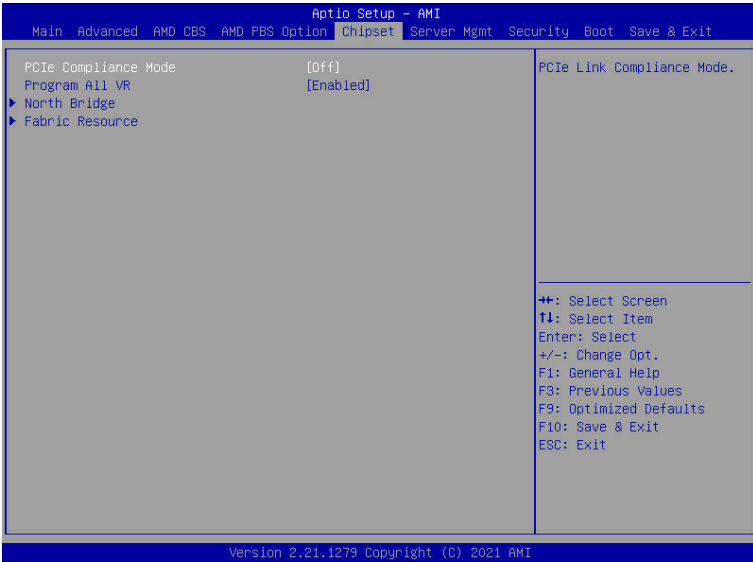 Aptio Setup – AMI
Main Advanced AMD CBS AMD PBS Option Chipset Server Mgmt Security Boot Save & Exit
PCIe Compliance Mode [Off]
Program All VR [Enabled]
North Bridge
Fabric Resource
PCIe Link Compliance Mode.
→←: Select Screen
↑↓: Select Item
Enter: Select
+/–: Change Opt.
F1: General Help
F3: Previous Values
F9: Optimized Defaults
F10: Save & Exit
ESC: Exit
Version 2.21.1279 Copyright (C) 2021 AMI